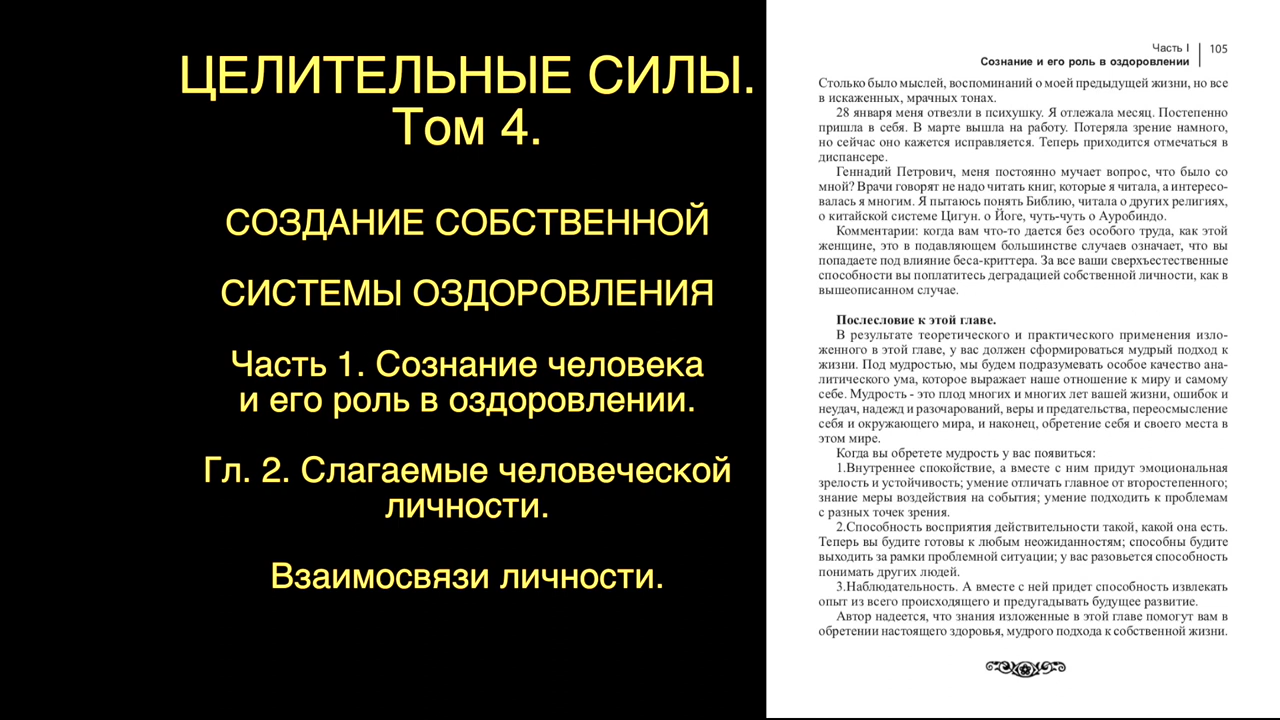 ЦЕЛИТЕЛЬНЫЕ СИЛЫ.
Том 4.
СОЗДАНИЕ СОБСТВЕННОЙ
СИСТЕМЫ ОЗДОРОВЛЕНИЯ
Часть 1. Сознание человека
и его роль в оздоровлении.
Гл. 2. Слагаемые человеческой
личности.
Взаимосвязи личности.
Часть I
105
Сознание и его роль в оздоровлении
Столько было мыслей, воспоминаний о моей предыдущей жизни, но все
в искаженных, мрачных тонах.
28 января меня отвезли в психушку. Я отлежала месяц. Постепенно
пришла в себя. В марте вышла на работу. Потеряла зрение намного,
но сейчас оно кажется исправляется. Теперь приходится отмечаться в
диспансере.
Геннадий Петрович, меня постоянно мучает вопрос, что было со
мной? Врачи говорят не надо читать книг, которые я читала, а интересо-
валась я многим. Я пытаюсь понять Библию, читала о других религиях,
о китайской системе Цигун. о Йоге, чуть-чуть о Ауробиндо.
Комментарии: когда вам что-то дается без особого труда, как этой
женщине, это в подавляющем большинстве случаев означает, что вы
попадаете под влияние беса-криттера. За все ваши сверхъестественные
способности вы поплатитесь деградацией собственной личности, как в
вышеописанном случае.
Послесловие к этой главе.
В результате теоретического и практического применения изло-
женного в этой главе, у вас должен сформироваться мудрый подход к
жизни. Под мудростью, мы будем подразумевать особое качество ана-
литического ума, которое выражает наше отношение к миру и самому
себе. Мудрость - это плод многих и многих лет вашей жизни, ошибок и
неудач, надежд и разочарований, веры и предательства, переосмысление
себя и окружающего мира, и наконец, обретение себя и своего места в
этом мире.
Когда вы обретете мудрость у вас появиться:
1.Внутреннее спокойствие, а вместе с ним придут эмоциональная
зрелость и устойчивость; умение отличать главное от второстепенного;
знание меры воздействия на события; умение подходить к проблемам
с разных точек зрения.
2.Способность восприятия действительности такой, какой она есть.
Теперь вы будите готовы к любым неожиданностям; способны будите
выходить за рамки проблемной ситуации; у вас разовьется способность
понимать других людей.
3.Наблюдательность. А вместе с ней придет способность извлекать
опыт из всего происходящего и предугадывать будущее развитие.
Автор надеется, что знания изложенные в этой главе помогут вам в
обретении настоящего здоровья, мудрого подхода к собственной жизни.